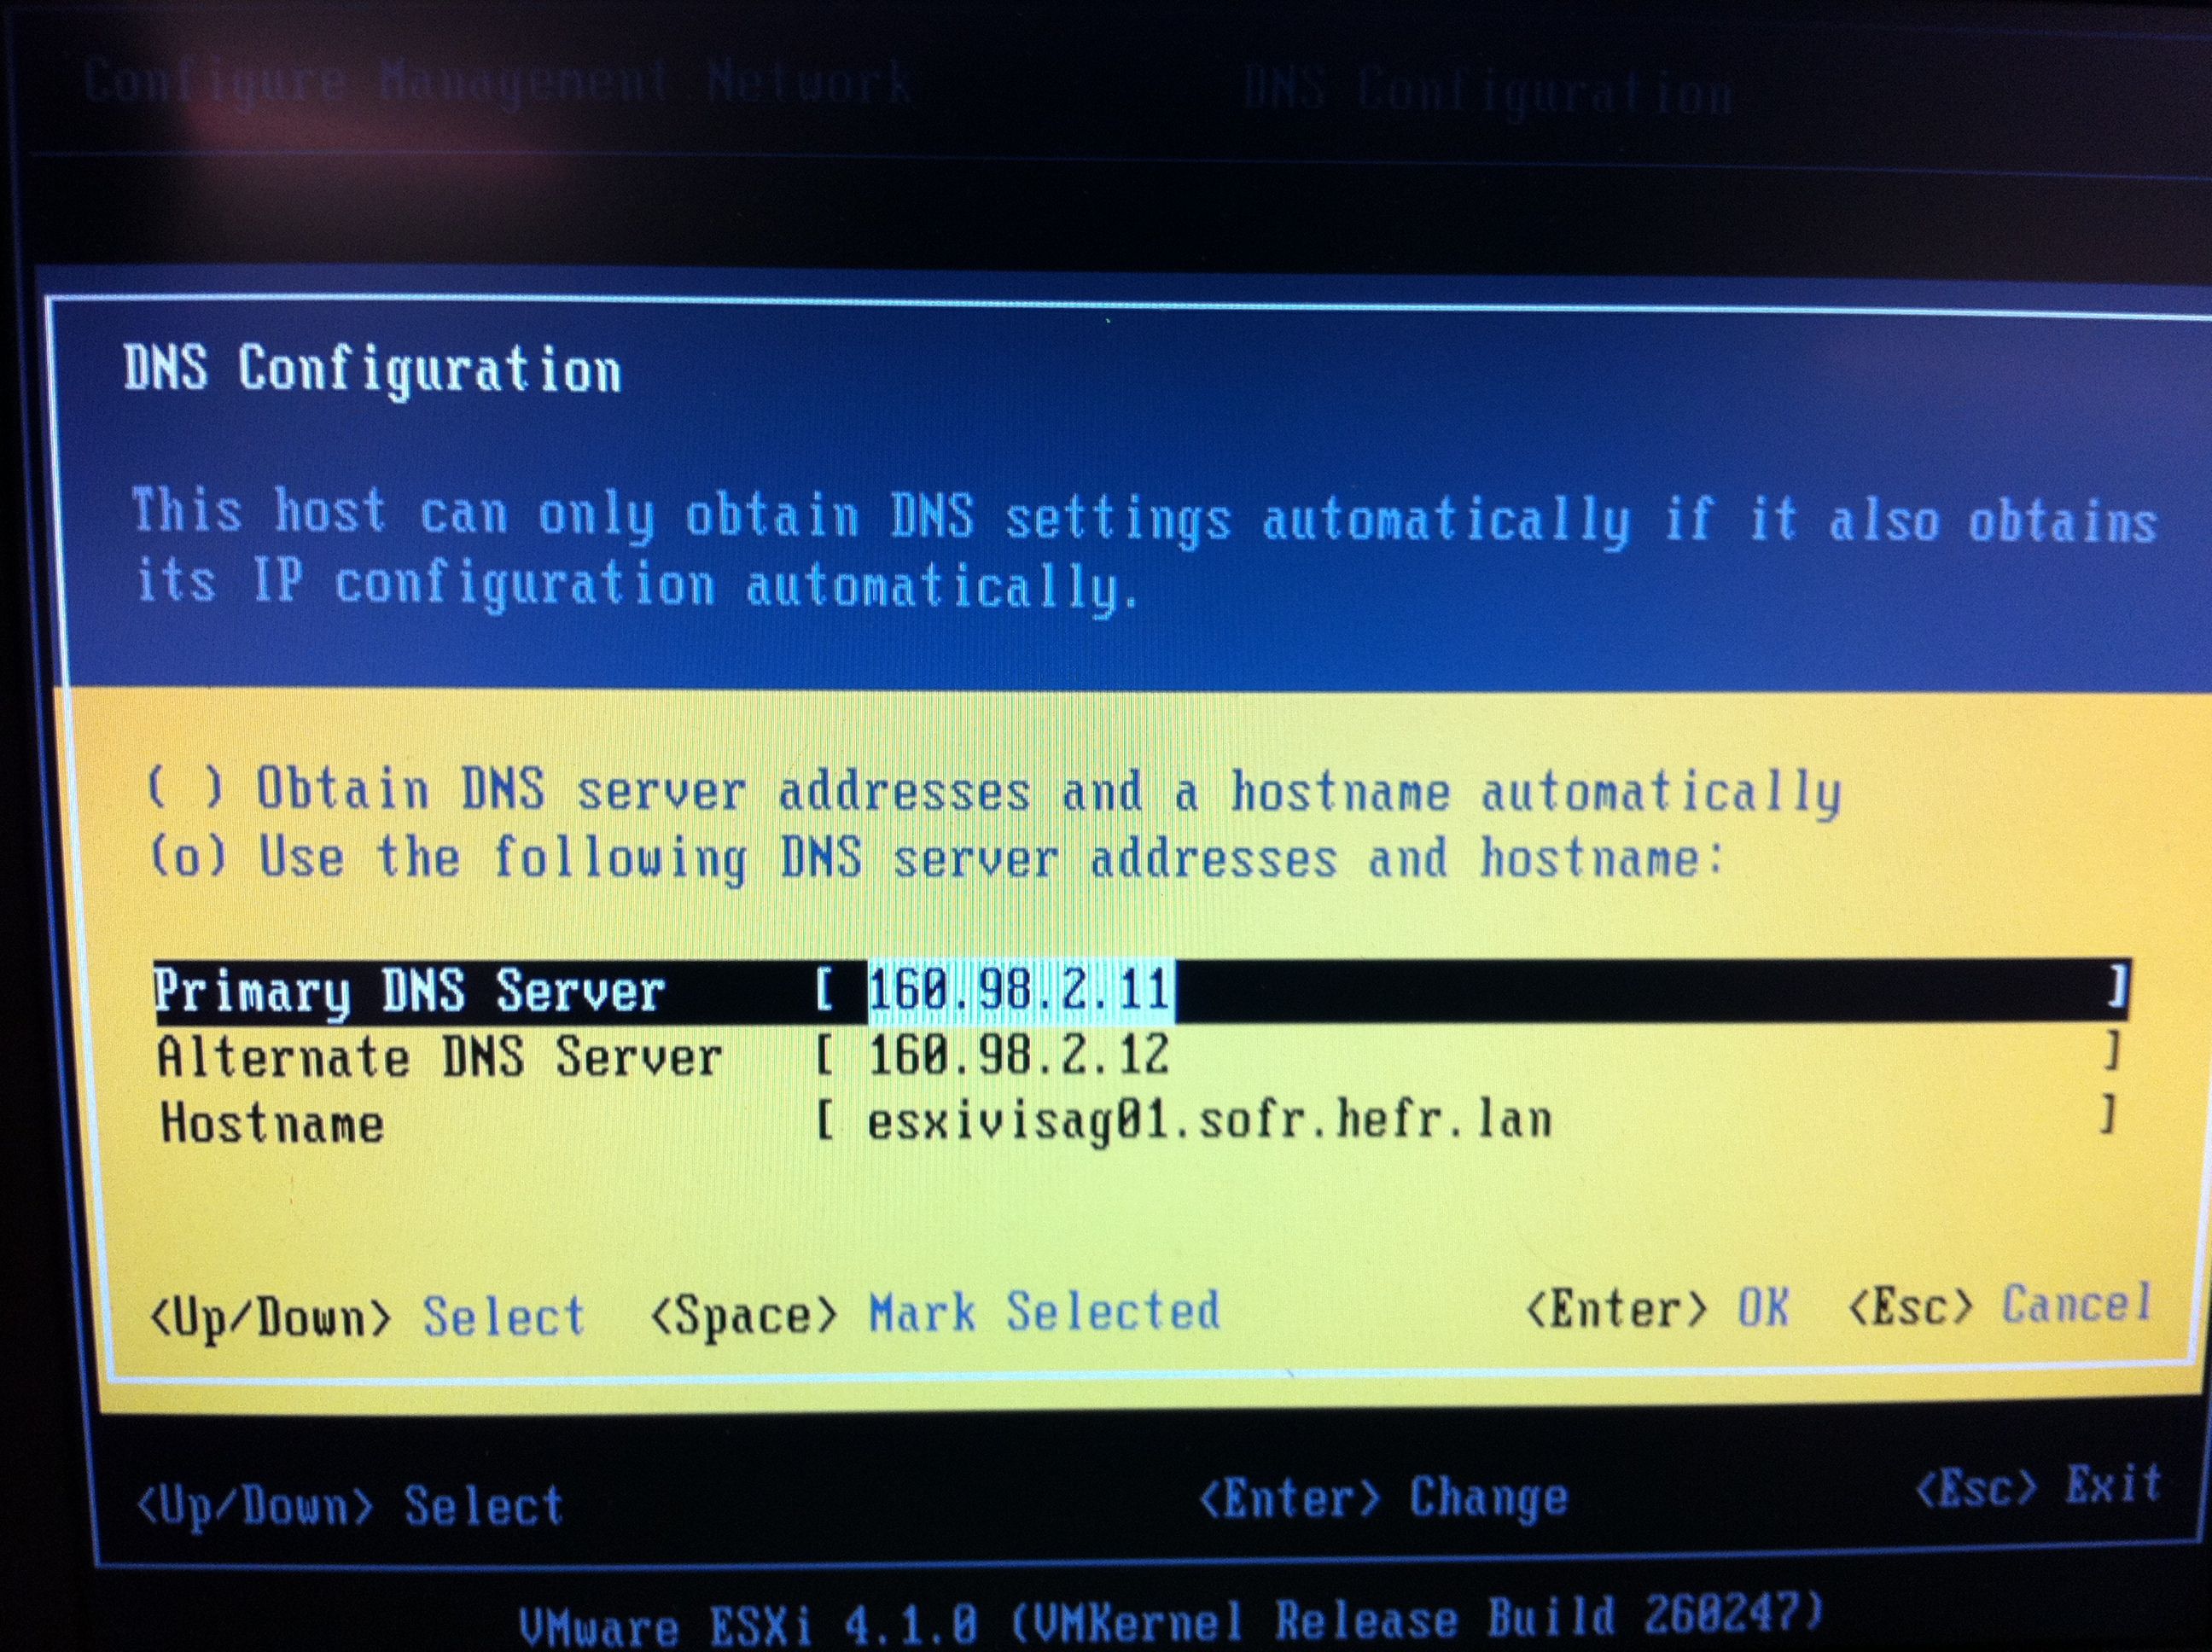 Configure Management Network DNS Configuration
DNS Configuration
This host can only obtain DNS settings automatically if it also obtains
its IP configuration automatically.
( ) Obtain DNS server addresses and a hostname automatically
(o) Use the following DNS server addresses and hostname:
Primary DNS Server [ 160.98.2.11 ]
Alternate DNS Server [ 160.98.2.12 ]
Hostname [ esxivisag01.sofr.hefr.lan ]
<Up/Down> Select <Space> Mark Selected <Enter> OK <Esc> Cancel
<Up/Down> Select <Enter> Change <Esc> Exit
VMware ESXi 4.1.0 (VMKernel Release Build 260247)